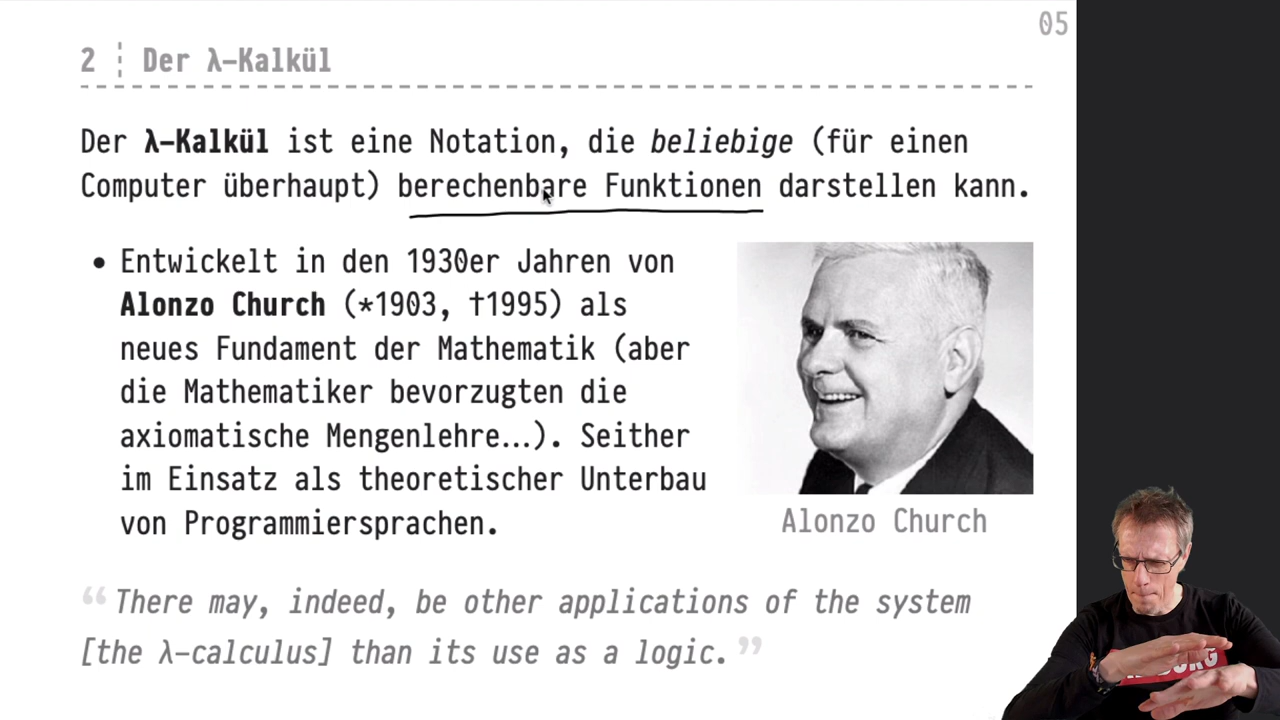 05
2 Der λ-Kalkül
Der λ-Kalkül ist eine Notation, die beliebige (für einen
Computer überhaupt) berechenbare Funktionen darstellen kann.
• Entwickelt in den 1930er Jahren von
Alonzo Church (*1903, †1995) als
neues Fundament der Mathematik (aber
die Mathematiker bevorzugten die
axiomatische Mengenlehre…). Seither
im Einsatz als theoretischer Unterbau
von Programmiersprachen.
Alonzo Church
“There may, indeed, be other applications of the system
[the λ-calculus] than its use as a logic.”